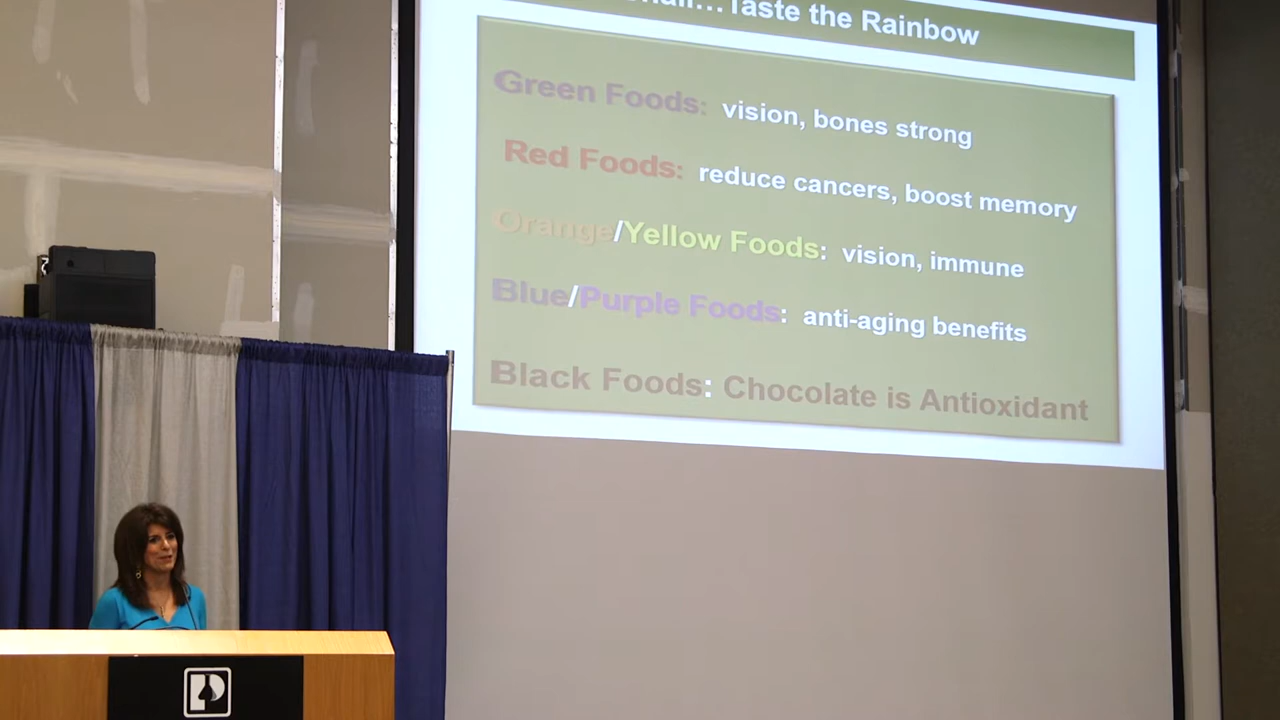 Taste the Rainbow
Green Foods: vision, bones strong
Red Foods: reduce cancers, boost memory
Orange/Yellow Foods: vision, immune
Blue/Purple Foods: anti-aging benefits
Black Foods: Chocolate is Antioxidant
P